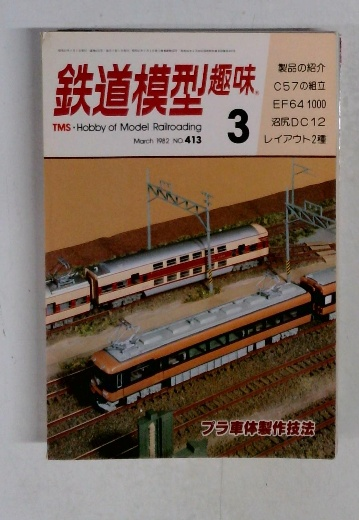 鉄道模型趣味
TMS・Hobby of Model Railroading
March 1982 NO.413
3
製品の紹介
C57の組立
EF64 1000
沼尻DC12
レイアウト2種
プラ車体製作技法